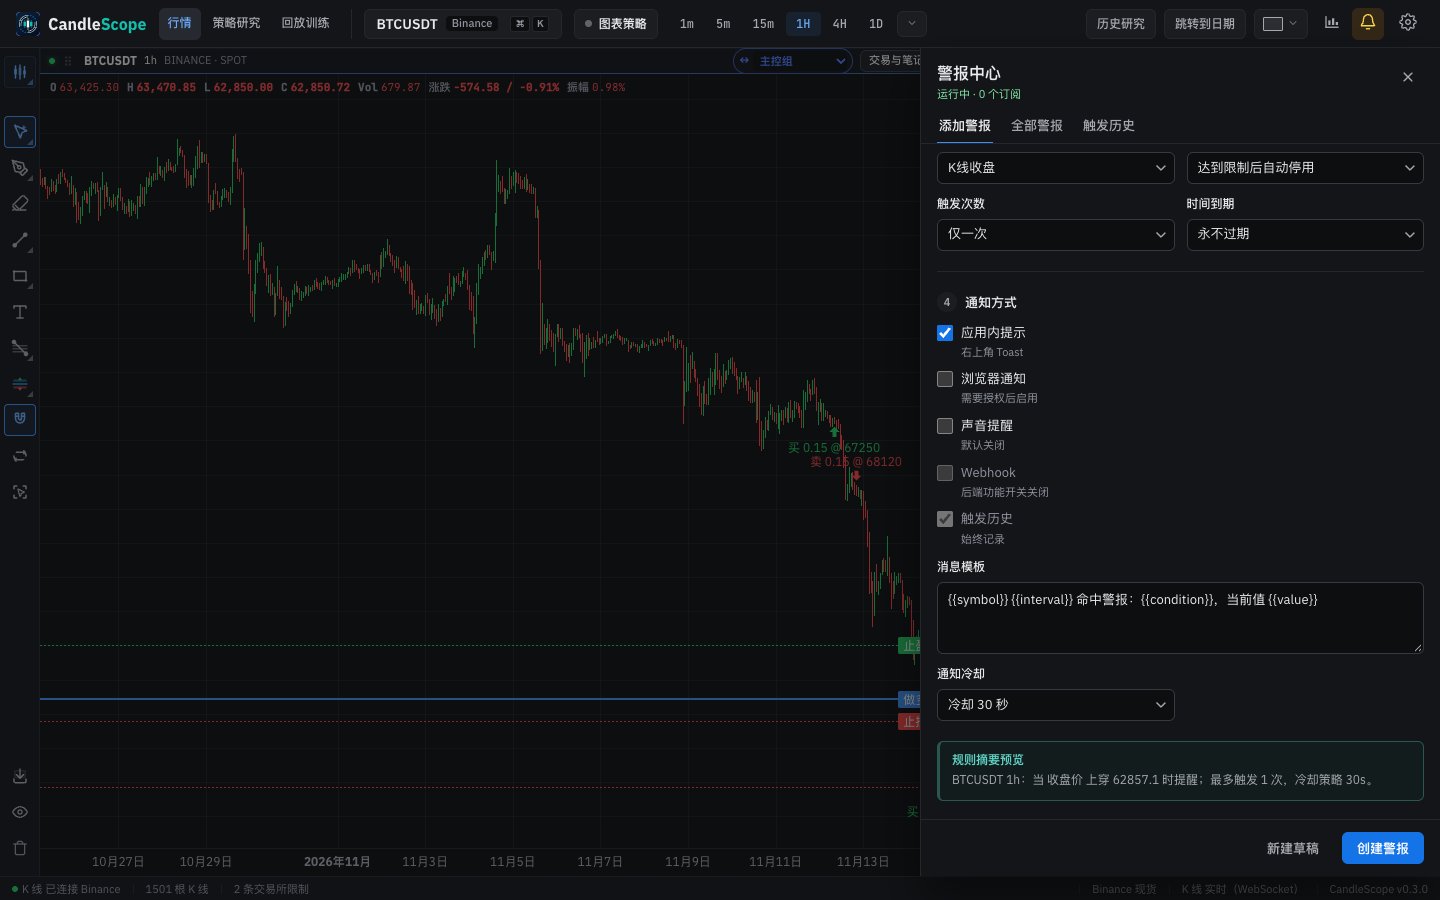 CandleScope 行情 策略研究 回放训练 BTCUSDT Binance ⌘ K 图表策略 1m 5m 15m 1H 4H 1D 历史研究 跳转到日期
BTCUSDT 1h BINANCE · SPOT 主控组 交易与笔记
O 63,425.30 H 63,470.85 L 62,850.00 C 62,850.72 Vol 679.87 涨跌 -574.58 / -0.91% 振幅 0.98%
买 0.15 @ 67250
卖 0.15 @ 68120
止
做
止
买
10月27日 10月29日 2026年11月 11月3日 11月5日 11月7日 11月9日 11月11日 11月13日
警报中心
运行中 · 0 个订阅
添加警报 全部警报 触发历史
K线收盘 达到限制后自动停用
触发次数 时间到期
仅一次 永不过期
4 通知方式
应用内提示
右上角 Toast
浏览器通知
需要授权后启用
声音提醒
默认关闭
Webhook
后端功能开关关闭
触发历史
始终记录
消息模板
{{symbol}} {{interval}} 命中警报：{{condition}}，当前值 {{value}}
通知冷却
冷却 30 秒
规则摘要预览
BTCUSDT 1h：当 收盘价 上穿 62857.1 时提醒；最多触发 1 次，冷却策略 30s。
新建草稿 创建警报
K 线 已连接 Binance 1501 根 K 线 2 条交易所限制 Binance 现货 K 线 实时（WebSocket） CandleScope v0.3.0